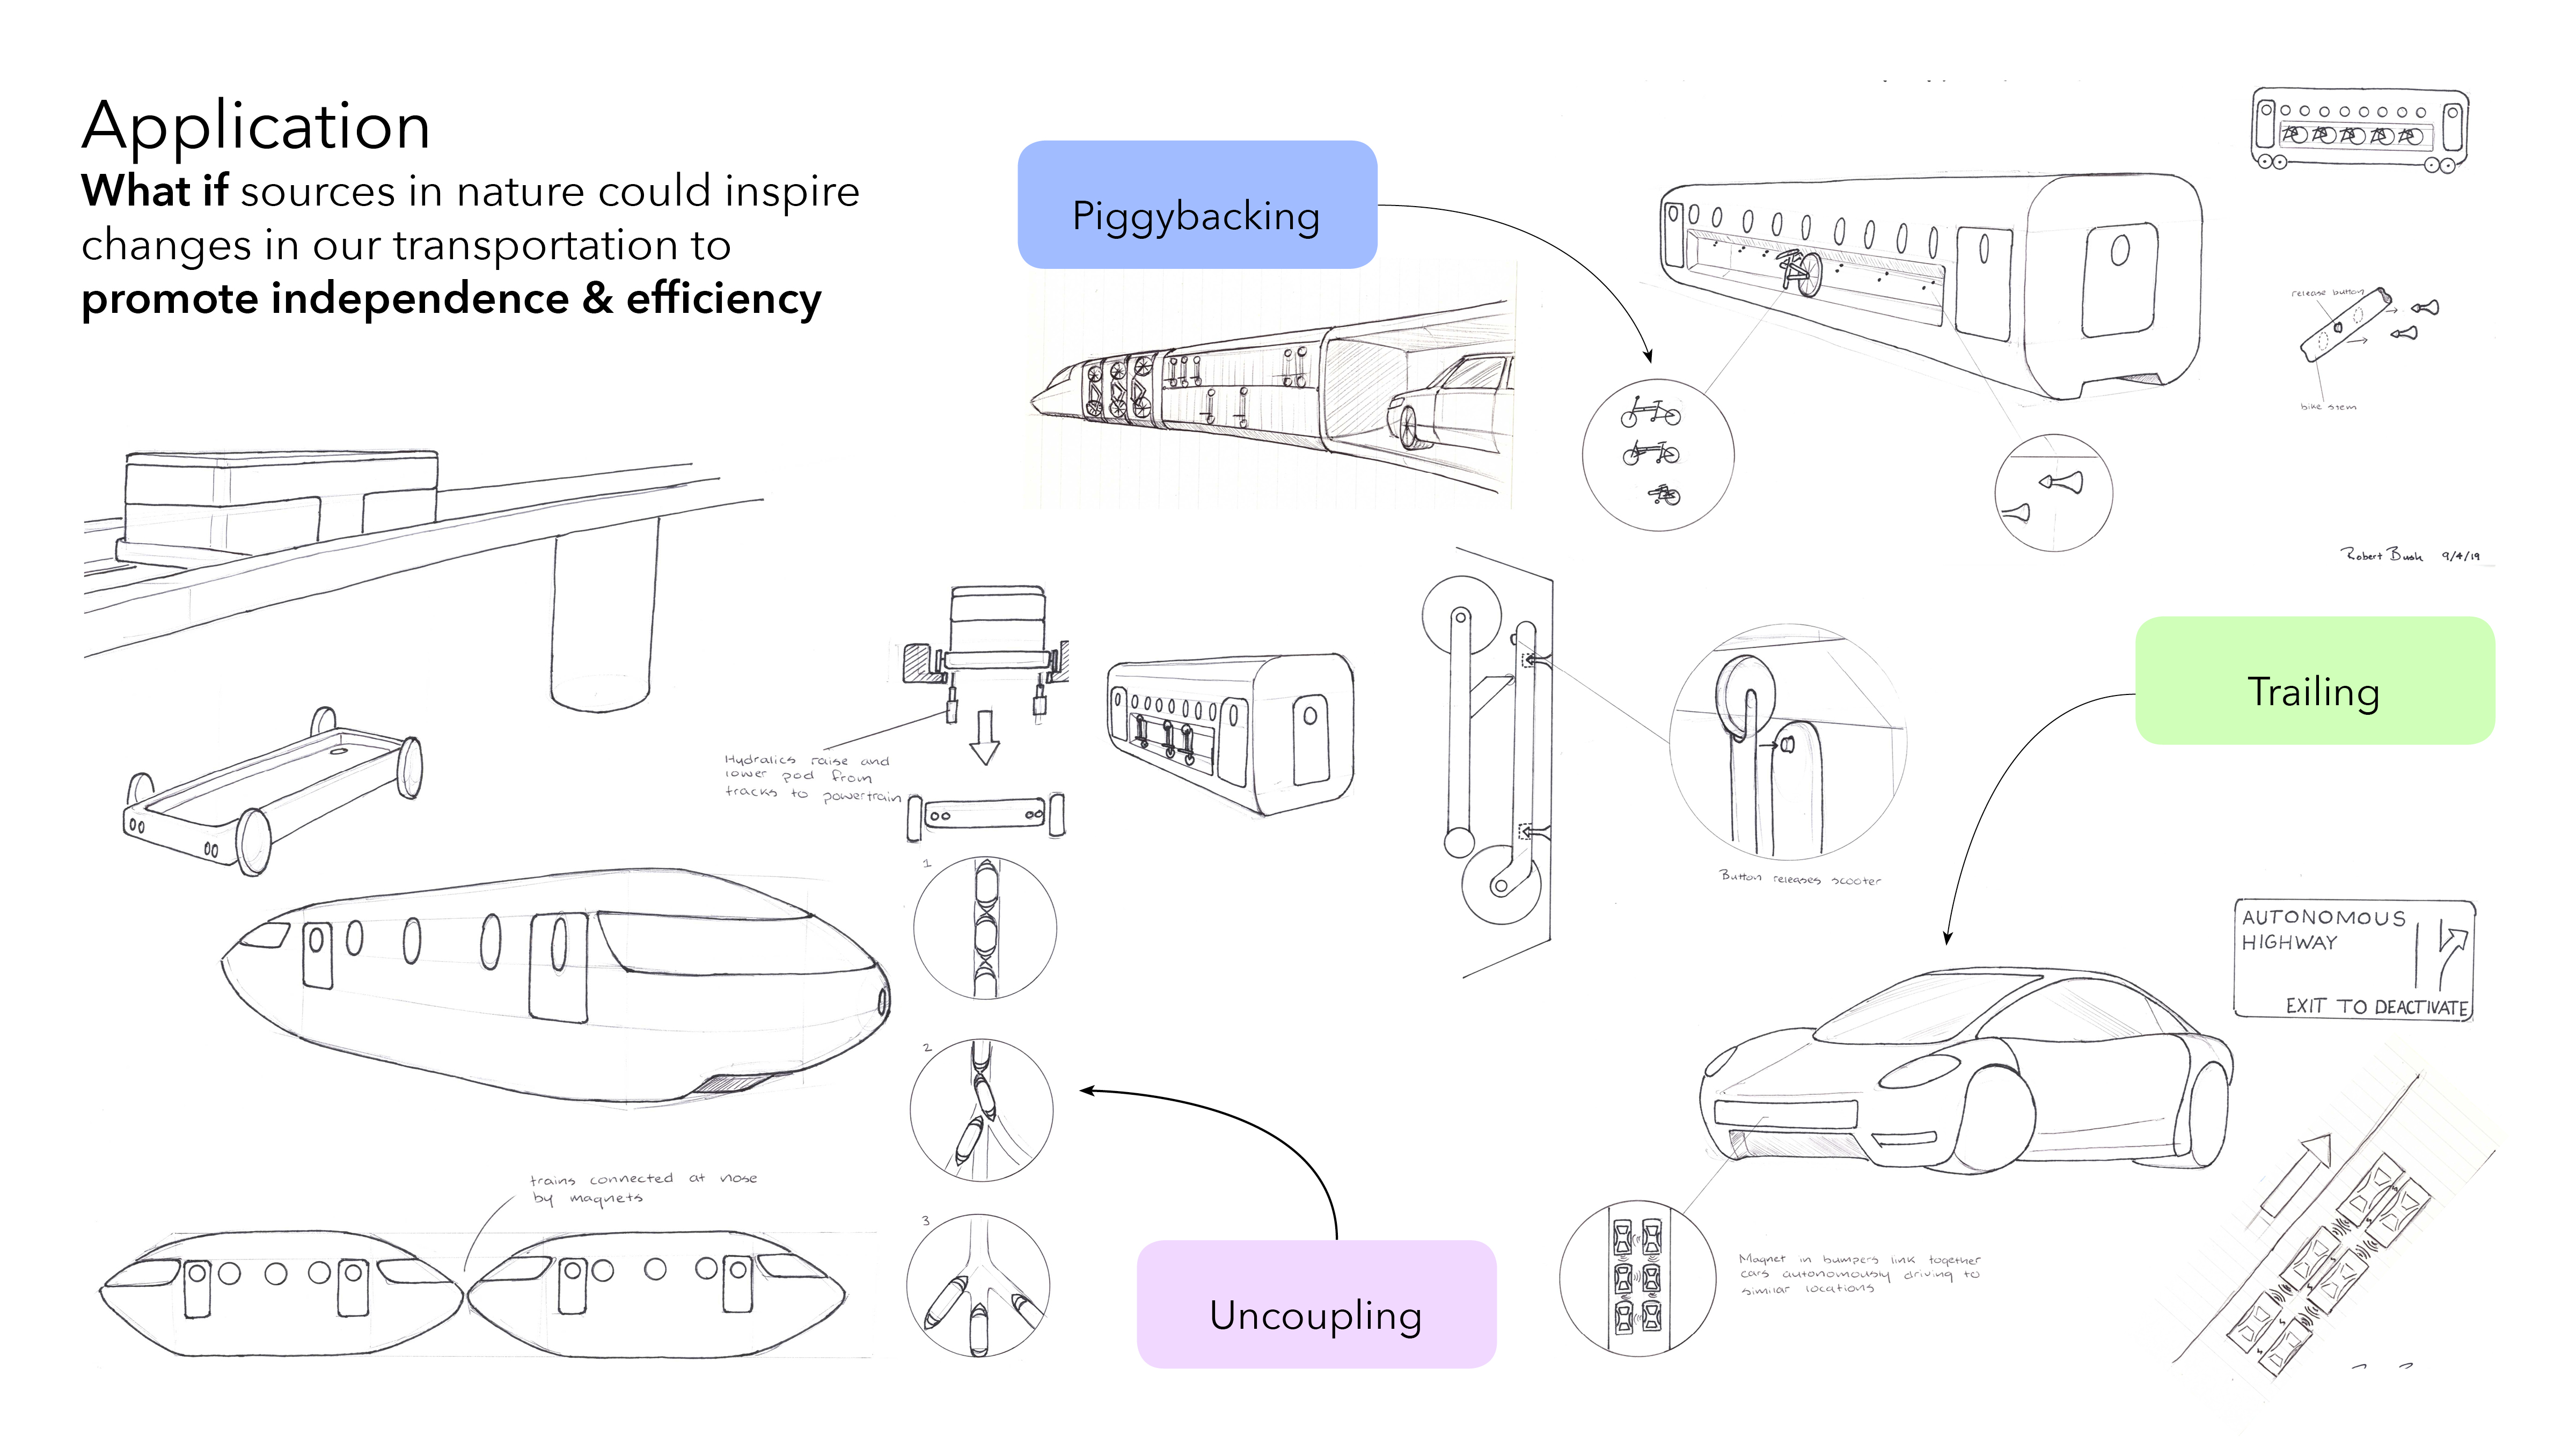 Application
What if sources in nature could inspire
changes in our transportation to
promote independence & efficiency
Piggybacking
release button
bike stem
Robert Bush 9/4/19
Hydralics raise and
lower pod from
tracks to powertrain
Button releases scooter
Trailing
AUTONOMOUS
HIGHWAY
EXIT TO DEACTIVATE
1
2
3
trains connected at nose
by magnets
Uncoupling
Magnet in bumpers link together
cars autonomously driving to
similar locations